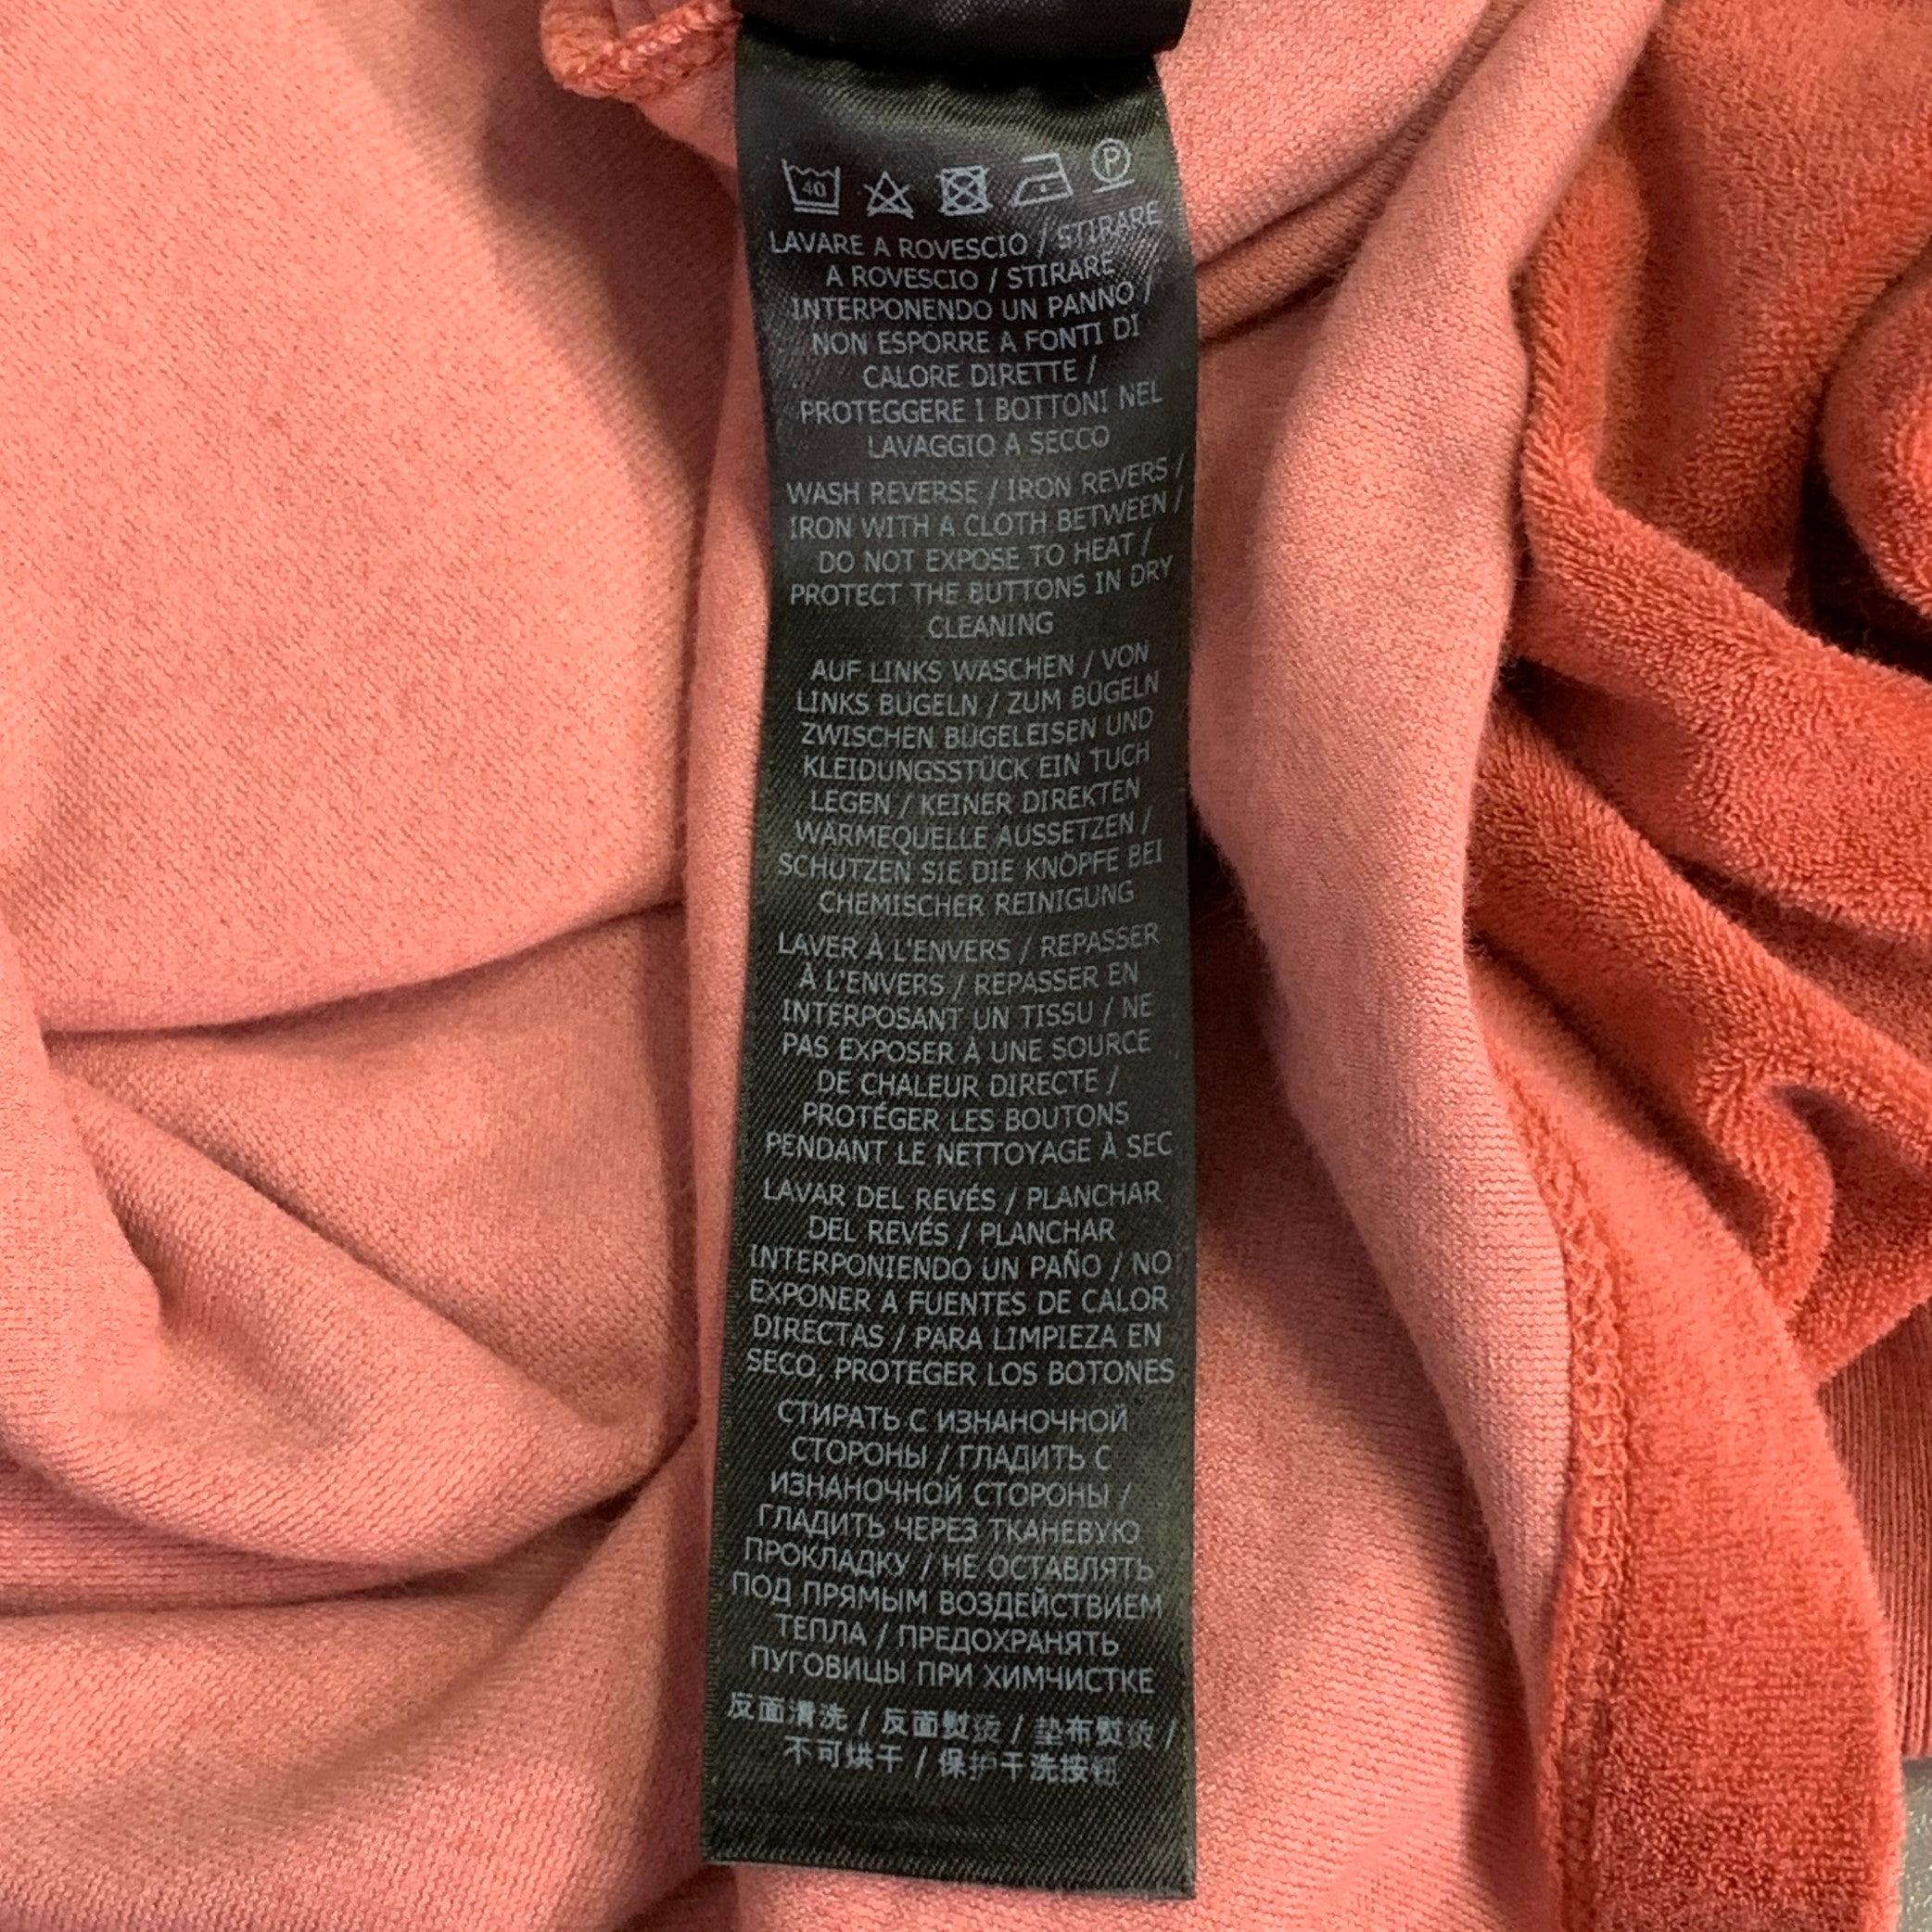 40 P
LAVARE A ROVESCIO / STIRARE
A ROVESCIO / STIRARE
INTERPONENDO UN PANNO /
NON ESPORRE A FONTI DI
CALORE DIRETTE /
PROTEGGERE I BOTTONI NEL
LAVAGGIO A SECCO
WASH REVERSE / IRON REVERS /
IRON WITH A CLOTH BETWEEN /
DO NOT EXPOSE TO HEAT /
PROTECT THE BUTTONS IN DRY
CLEANING
AUF LINKS WASCHEN / VON
LINKS BÜGELN / ZUM BÜGELN
ZWISCHEN BÜGELEISEN UND
KLEIDUNGSSTÜCK EIN TUCH
LEGEN / KEINER DIREKTEN
WÄRMEQUELLE AUSSETZEN /
SCHÜTZEN SIE DIE KNÖPFE BEI
CHEMISCHER REINIGUNG
LAVER À L'ENVERS / REPASSER
À L'ENVERS / REPASSER EN
INTERPOSANT UN TISSU / NE
PAS EXPOSER À UNE SOURCE
DE CHALEUR DIRECTE /
PROTÉGER LES BOUTONS
PENDANT LE NETTOYAGE À SEC
LAVAR DEL REVÉS / PLANCHAR
DEL REVÉS / PLANCHAR
INTERPONIENDO UN PAÑO / NO
EXPONER A FUENTES DE CALOR
DIRECTAS / PARA LIMPIEZA EN
SECO, PROTEGER LOS BOTONES
СТИРАТЬ С ИЗНАНОЧНОЙ
СТОРОНЫ / ГЛАДИТЬ С
ИЗНАНОЧНОЙ СТОРОНЫ /
ГЛАДИТЬ ЧЕРЕЗ ТКАНЕВУЮ
ПРОКЛАДКУ / НЕ ОСТАВЛЯТЬ
ПОД ПРЯМЫМ ВОЗДЕЙСТВИЕМ
ТЕПЛА / ПРЕДОХРАНЯТЬ
ПУГОВИЦЫ ПРИ ХИМЧИСТКЕ
反面清洗 / 反面熨烫 / 垫布熨烫 /
不可烘干 / 保护干洗按钮